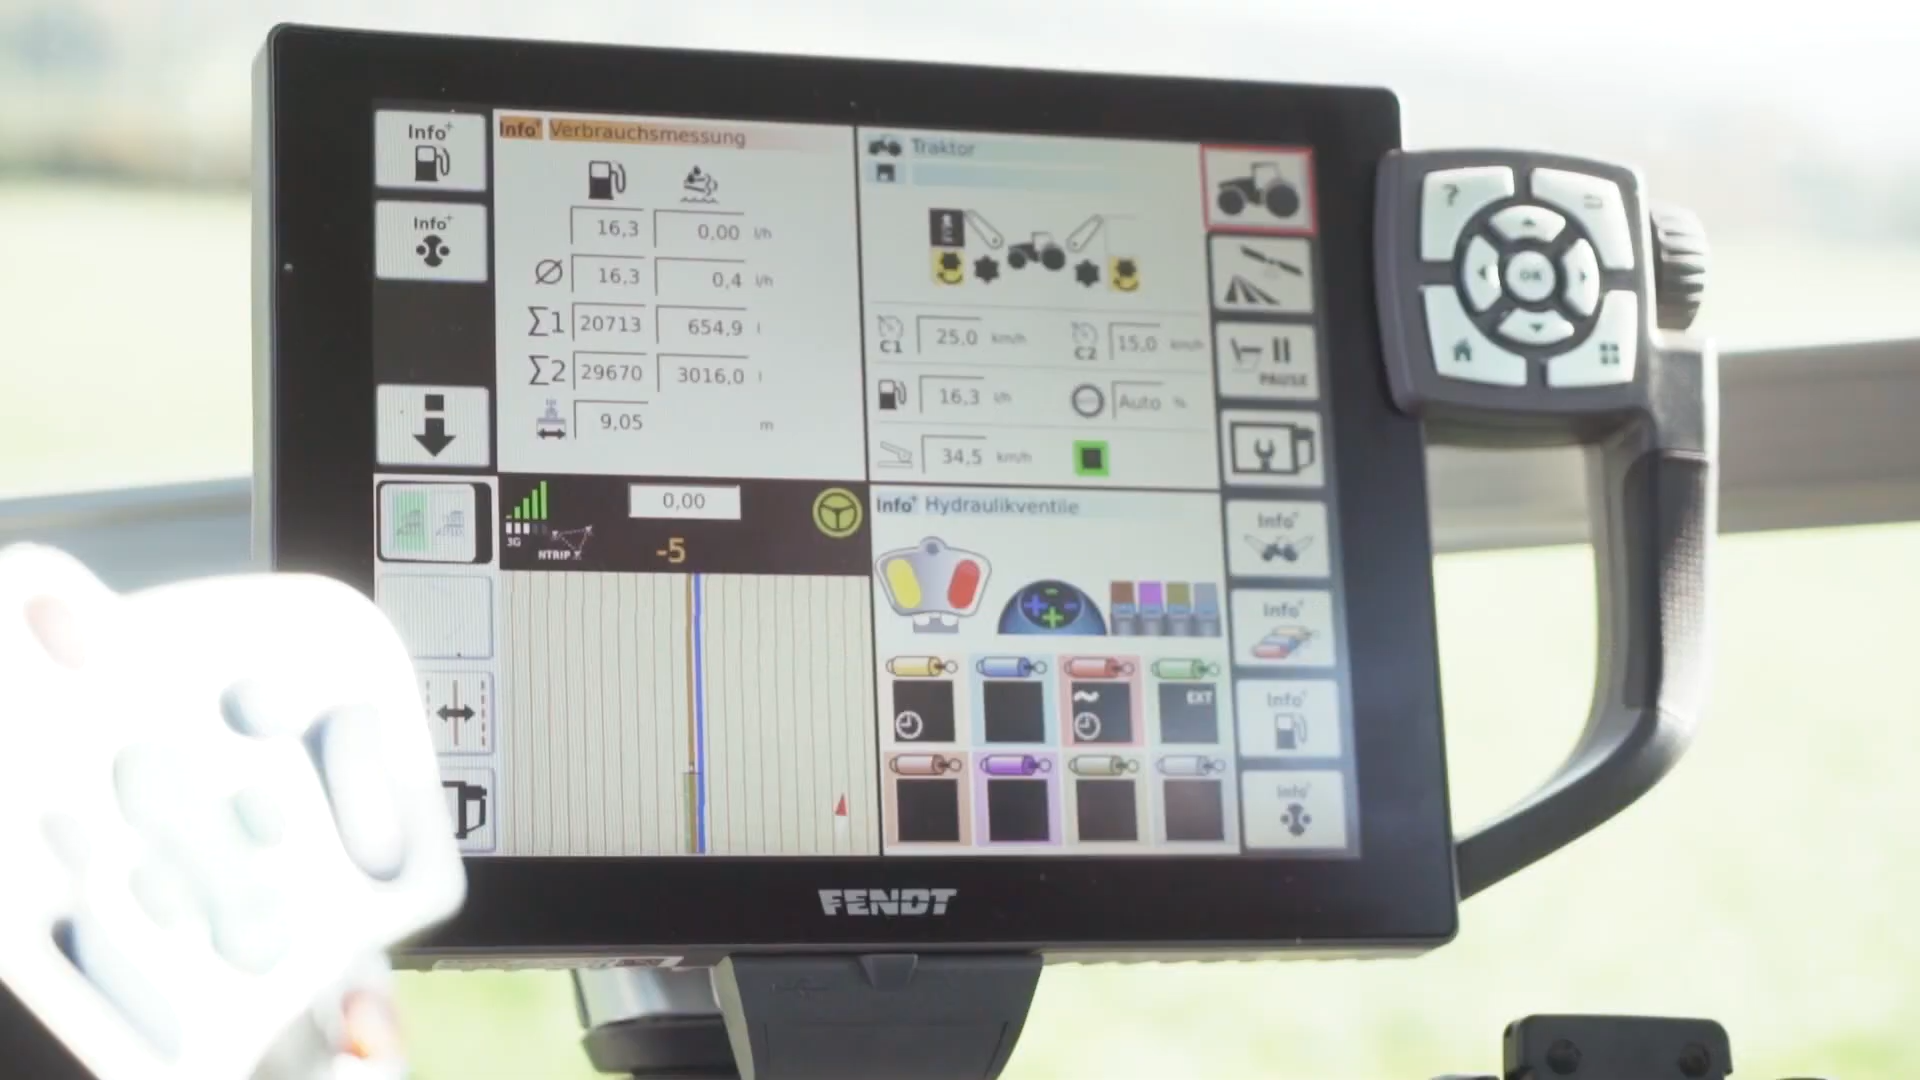 Info+
Info+
Info+ Verbrauchsmessung
16,3 0,00 l/h
Ø 16,3 0,4 l/h
Σ1 20713 654,9 l
Σ2 29670 3016,0 l
9,05 m
Traktor
C1 25,0 km/h C2 15,0 km/h
16,3 l/h Auto %
34,5 km/h
PAUSE
3G
NTRIP
0,00
-5
Info+ Hydraulikventile
EXT
Info+
Info+
Info+
Info+
FENDT
?
OK